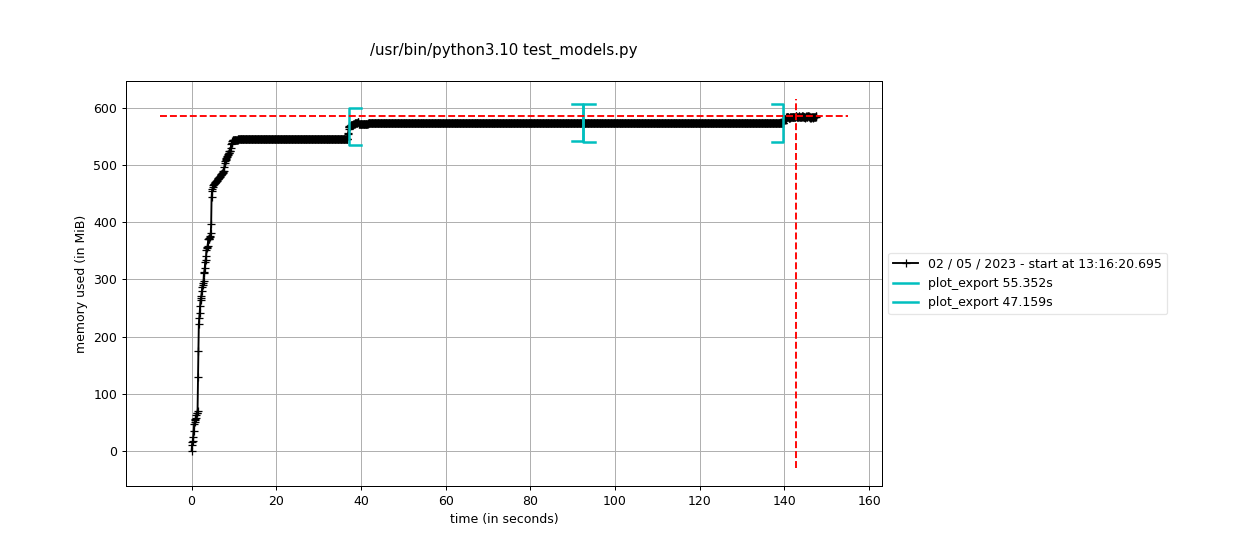 /usr/bin/python3.10 test_models.py
600
500
400
300
200
100
0
memory used (in MiB)
0 20 40 60 80 100 120 140 160
time (in seconds)
02 / 05 / 2023 - start at 13:16:20.695
plot_export 55.352s
plot_export 47.159s